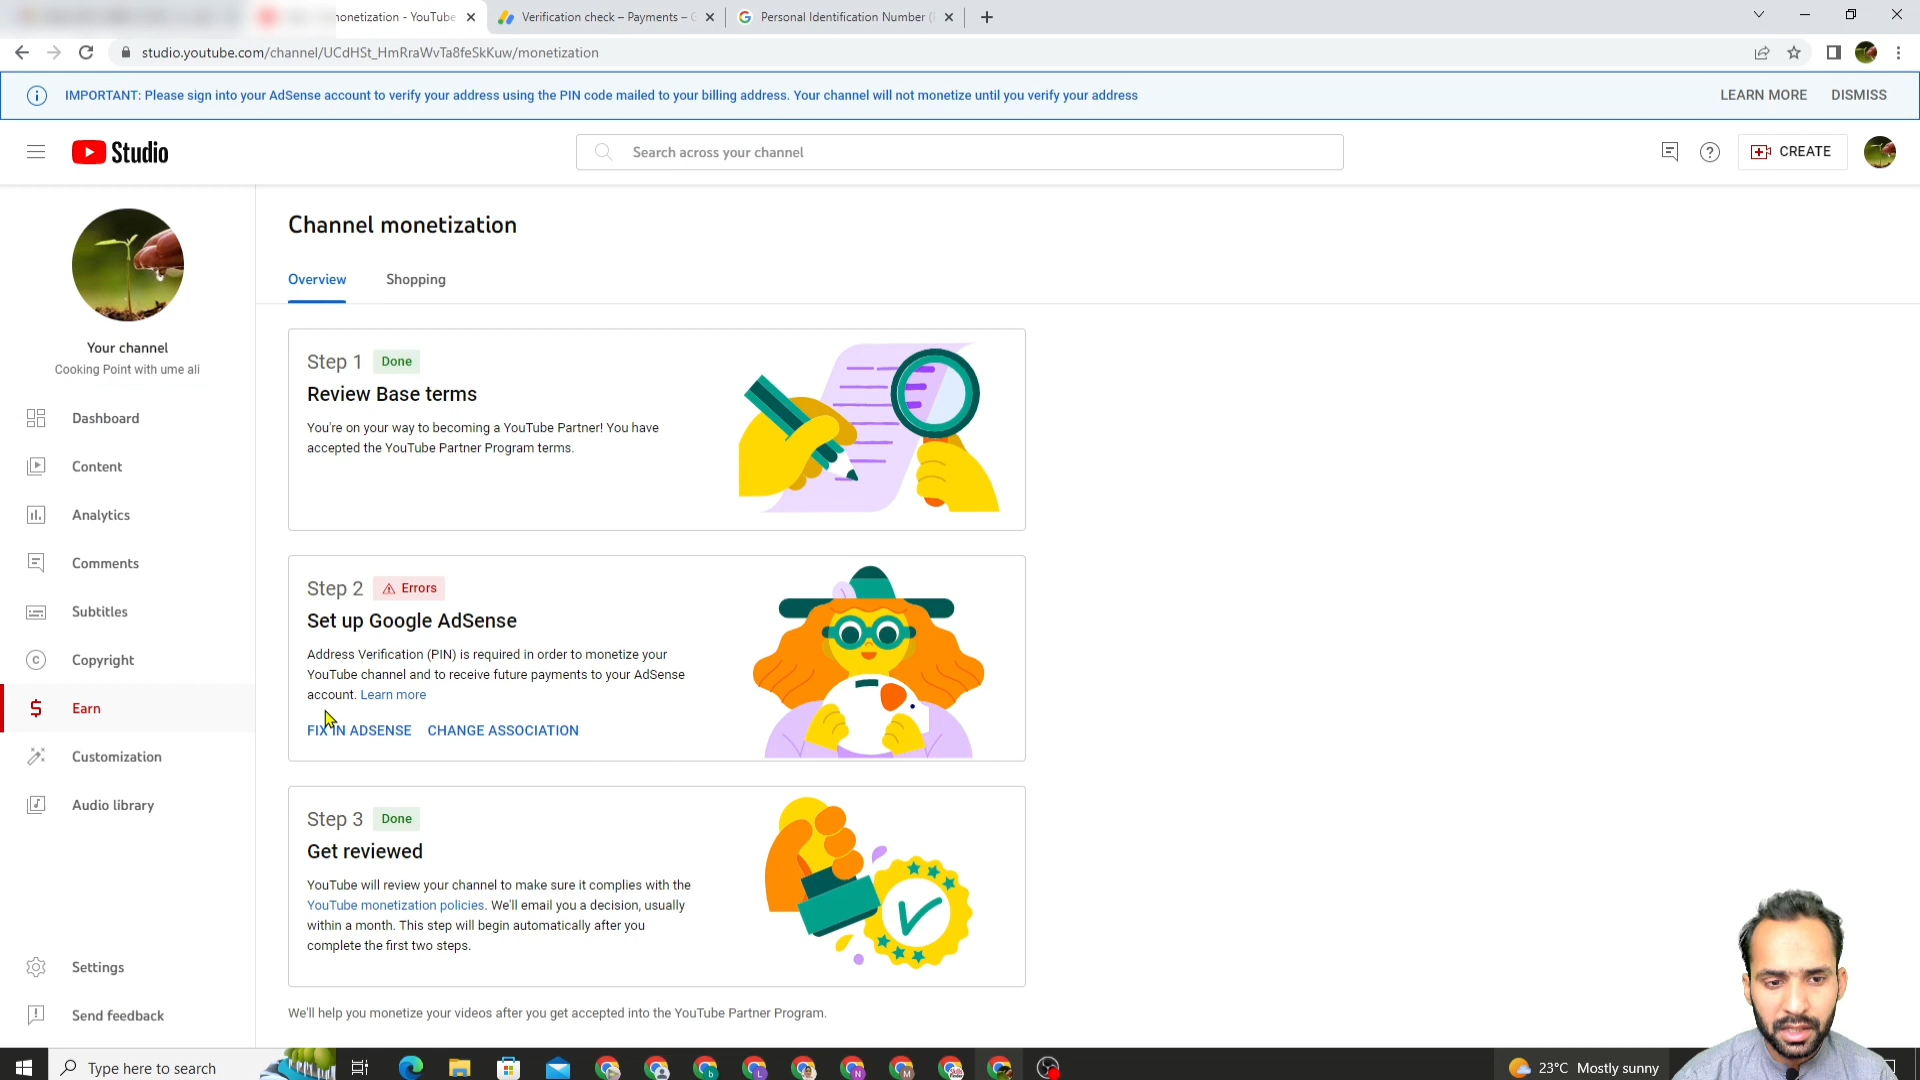 onetization - YouTube
Verification check – Payments – G
Personal Identification Number (
studio.youtube.com/channel/UCdHSt_HmRraWvTa8feSkKuw/monetization
IMPORTANT: Please sign into your AdSense account to verify your address using the PIN code mailed to your billing address. Your channel will not monetize until you verify your address
LEARN MORE
DISMISS
Studio
Search across your channel
CREATE
Channel monetization
Overview
Shopping
Your channel
Cooking Point with ume ali
Dashboard
Content
Analytics
Comments
Subtitles
Copyright
Earn
Customization
Audio library
Settings
Send feedback
Step 1 Done
Review Base terms
You're on your way to becoming a YouTube Partner! You have
accepted the YouTube Partner Program terms.
Step 2 Errors
Set up Google AdSense
Address Verification (PIN) is required in order to monetize your
YouTube channel and to receive future payments to your AdSense
account. Learn more
FIX IN ADSENSE CHANGE ASSOCIATION
Step 3 Done
Get reviewed
YouTube will review your channel to make sure it complies with the
YouTube monetization policies. We'll email you a decision, usually
within a month. This step will begin automatically after you
complete the first two steps.
We'll help you monetize your videos after you get accepted into the YouTube Partner Program.
Type here to search
23°C Mostly sunny